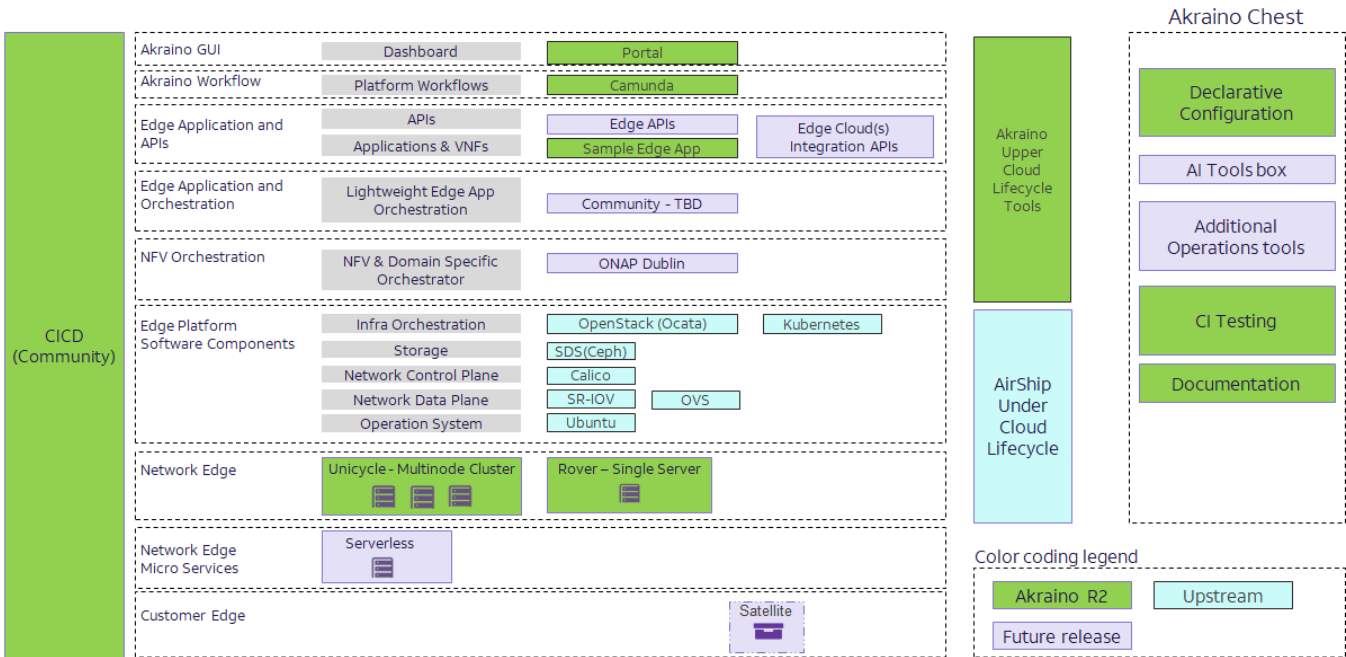 Akraino Chest
CICD
(Community)
Akraino GUI
Dashboard
Portal
Akraino Workflow
Platform Workflows
Camunda
Edge Application and
APIs
APIs
Applications & VNFs
Edge APIs
Sample Edge App
Edge Cloud(s)
Integration APIs
Edge Application and
Orchestration
Lightweight Edge App
Orchestration
Community - TBD
NFV Orchestration
NFV & Domain Specific
Orchestrator
ONAP Dublin
Edge Platform
Software Components
Infra Orchestration
OpenStack (Ocata)
Kubernetes
Storage
SDS(Ceph)
Network Control Plane
Calico
Network Data Plane
SR-IOV
OVS
Operation System
Ubuntu
Network Edge
Unicycle - Multinode Cluster
Rover – Single Server
Network Edge
Micro Services
Serverless
Customer Edge
Satellite
Akraino
Upper
Cloud
Lifecycle
Tools
AirShip
Under
Cloud
Lifecycle
Declarative
Configuration
AI Tools box
Additional
Operations tools
CI Testing
Documentation
Color coding legend
Akraino R2
Upstream
Future release